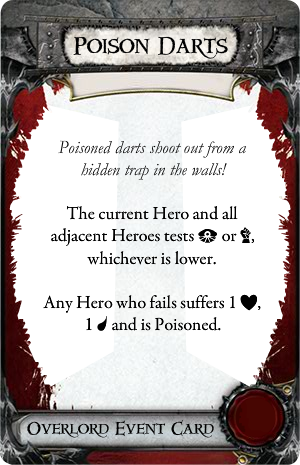 Poison Darts
Poisoned darts shoot out from a
hidden trap in the walls!
The current Hero and all
adjacent Heroes tests or ,
whichever is lower.
Any Hero who fails suffers 1 ,
1 and is Poisoned.
Overlord Event Card